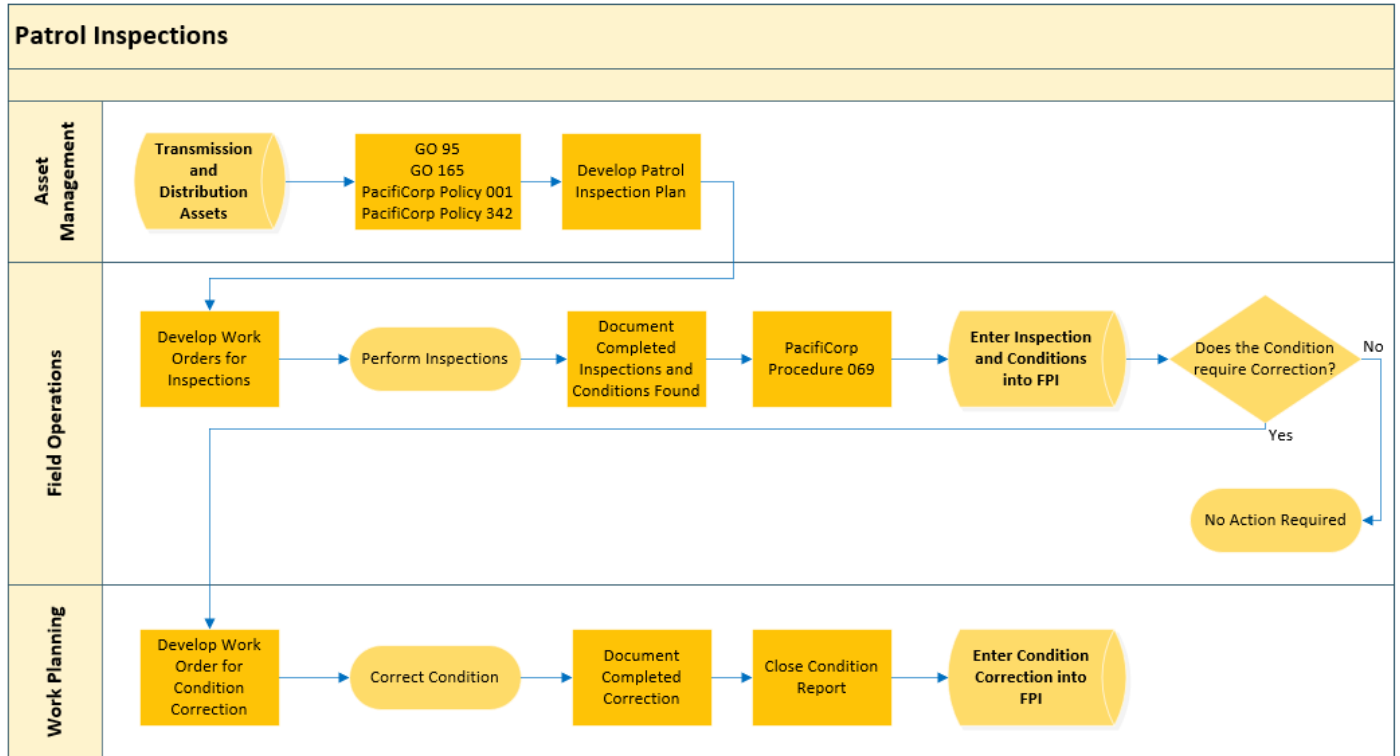 Patrol Inspections
Asset
Management
Transmission
and
Distribution
Assets
GO 95
GO 165
PacifiCorp Policy 001
PacifiCorp Policy 342
Develop Patrol
Inspection Plan
Field Operations
Develop Work
Orders for
Inspections
Perform Inspections
Document
Completed
Inspections and
Conditions Found
PacifiCorp
Procedure 069
Enter Inspection
and Conditions
into FPI
Does the Condition
require Correction?
No
Yes
No Action Required
Work Planning
Develop Work
Order for
Condition
Correction
Correct Condition
Document
Completed
Correction
Close Condition
Report
Enter Condition
Correction into
FPI